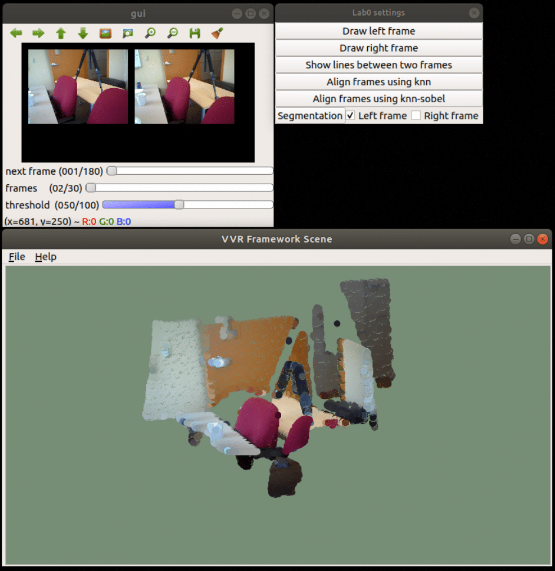 gui
Lab0 settings
Draw left frame
Draw right frame
Show lines between two frames
Align frames using knn
Align frames using knn-sobel
Segmentation Left frame Right frame
next frame (001/180)
frames (02/30)
threshold (050/100)
(x=681, y=250) ~ R:0 G:0 B:0
VVR Framework Scene
File Help